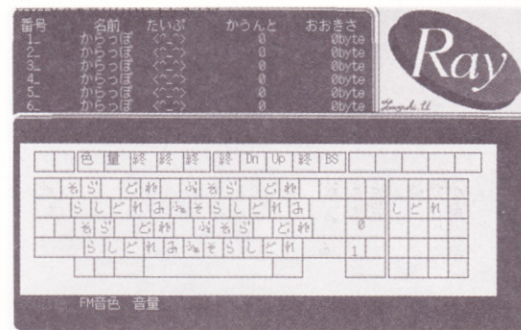 番号 名前 たいぷ かうんと おおきさ
1_ からっぽ <^_^> 0 0byte
2_ からっぽ <^_^> 0 0byte
3_ からっぽ <^_^> 0 0byte
4_ からっぽ <^_^> 0 0byte
5_ からっぽ <^_^> 0 0byte
6_ からっぽ <^_^> 0 0byte
Ray
色 量 終 終 終 終 Dn Up 終 BS
そ ら ど れ ふぁ そ ら ど れ
ら し ど れ み ふぁ そ ら し ど れ み し ど れ
そ ら ど れ ふぁ そ ら ど れ 0
ら し ど れ み ふぁ そ ら し ど れ 1
FM音色 音量